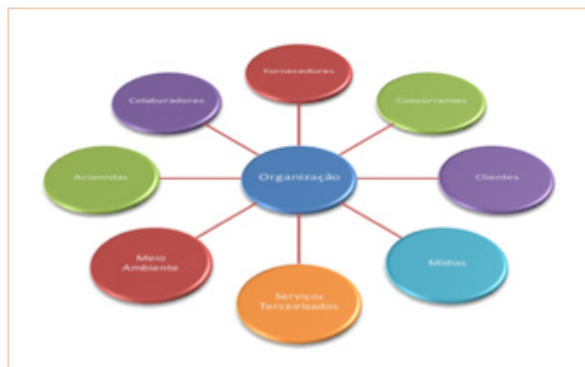 Fornecedores
Colaboradores
Concorrentes
Acionistas
Organização
Clientes
Meio
Ambiente
Mídias
Serviços
Terceirizados